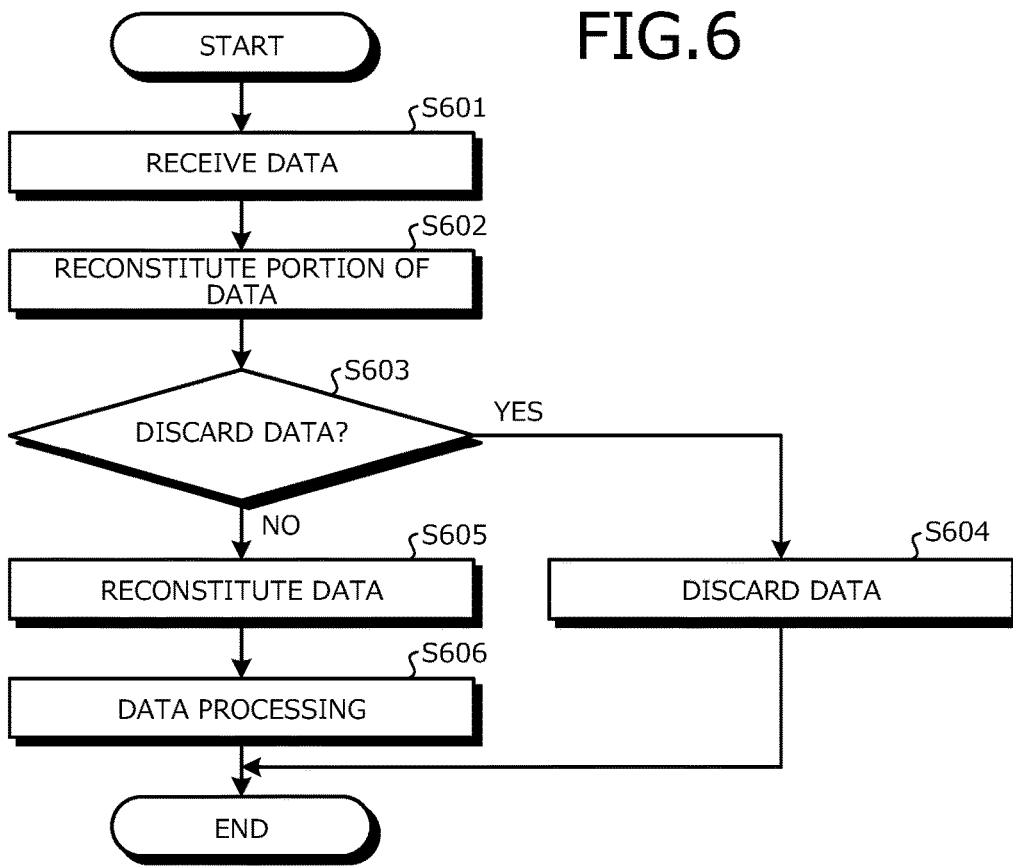 FIG.6
START
S601
RECEIVE DATA
S602
RECONSTITUTE PORTION OF
DATA
S603
DISCARD DATA?
YES
NO
S604
DISCARD DATA
S605
RECONSTITUTE DATA
S606
DATA PROCESSING
END